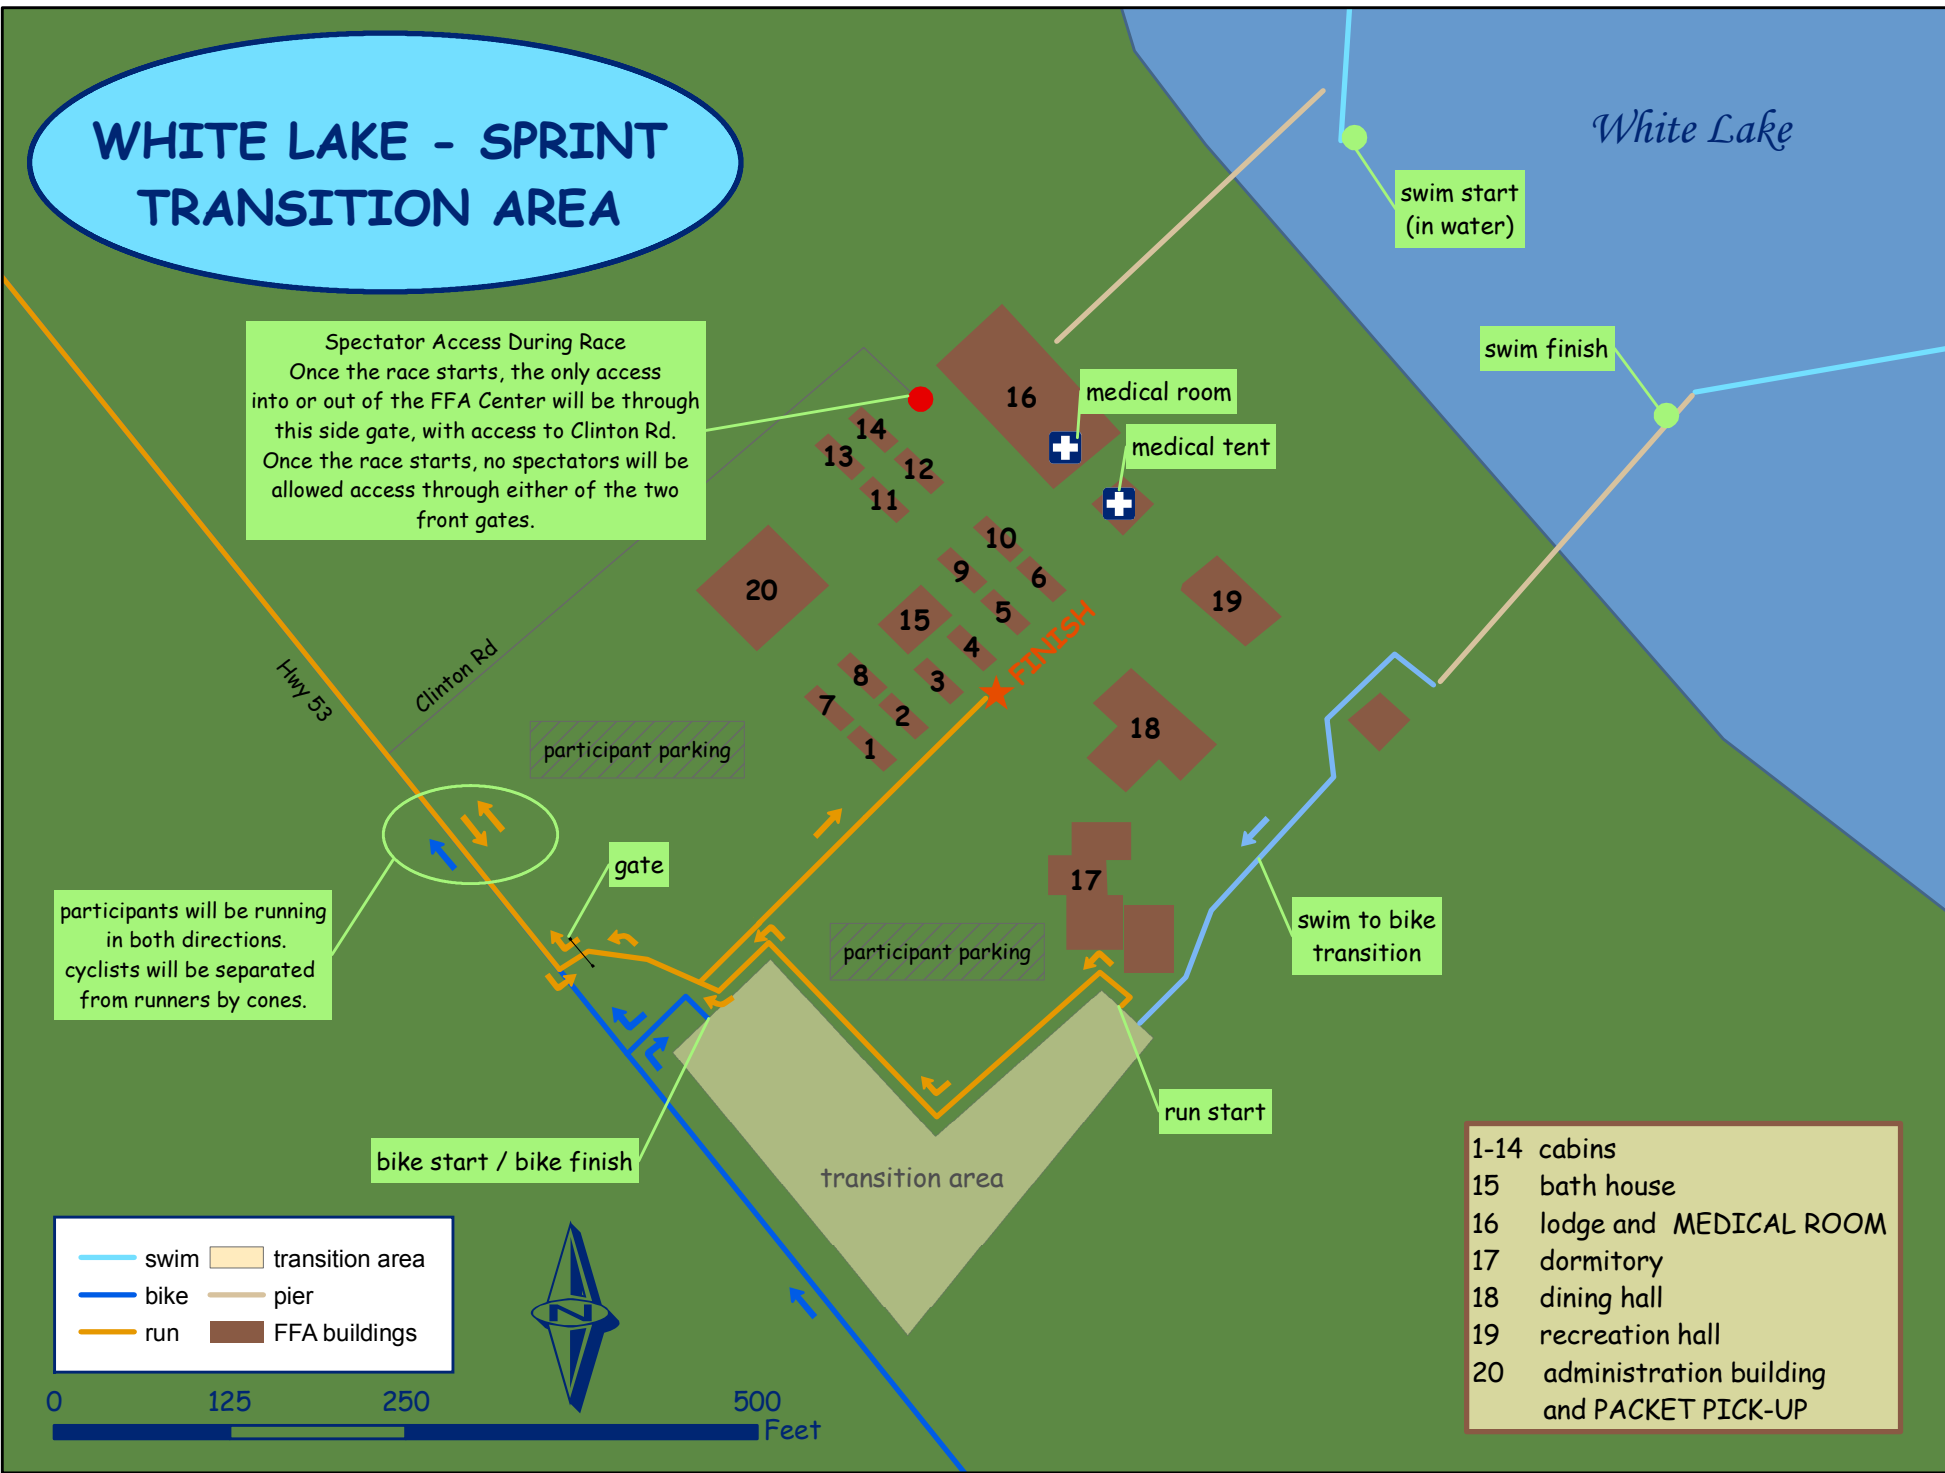 WHITE LAKE - SPRINT
TRANSITION AREA
White Lake
swim start
(in water)
swim finish
Spectator Access During Race
Once the race starts, the only access
into or out of the FFA Center will be through
this side gate, with access to Clinton Rd.
Once the race starts, no spectators will be
allowed access through either of the two
front gates.
16
medical room
medical tent
14
13
12
11
10
9
6
20
15
5
19
4
FINISH
8
3
7
2
18
1
Hwy 53
Clinton Rd
participant parking
gate
17
participants will be running
in both directions.
cyclists will be separated
from runners by cones.
participant parking
swim to bike
transition
run start
bike start / bike finish
transition area
1-14 cabins
15 bath house
16 lodge and MEDICAL ROOM
17 dormitory
18 dining hall
19 recreation hall
20 administration building
and PACKET PICK-UP
swim transition area
bike pier
run FFA buildings
N
0 125 250 500
Feet